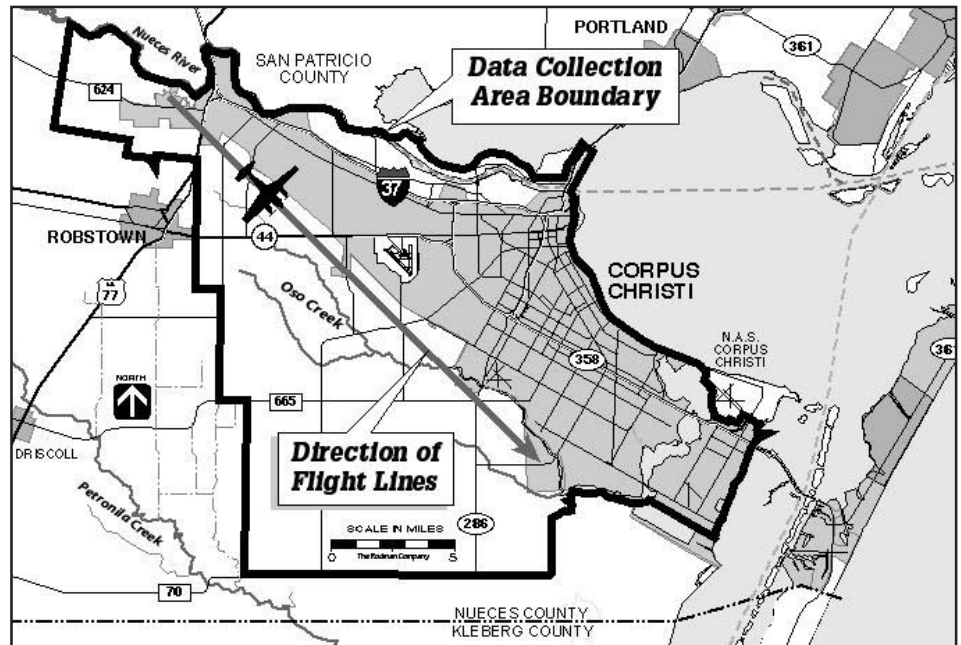 PORTLAND
361
Nueces River
SAN PATRICIO
COUNTY
Data Collection
Area Boundary
624
37
ROBSTOWN
44
US
77
Oso Creek
CORPUS
CHRISTI
N.A.S.
CORPUS
CHRISTI
358
361
NORTH
665
DRISCOLL
Direction of
Flight Lines
Petronila Creek
SCALE IN MILES
0 5
286
70
NUECES COUNTY
KLEBERG COUNTY